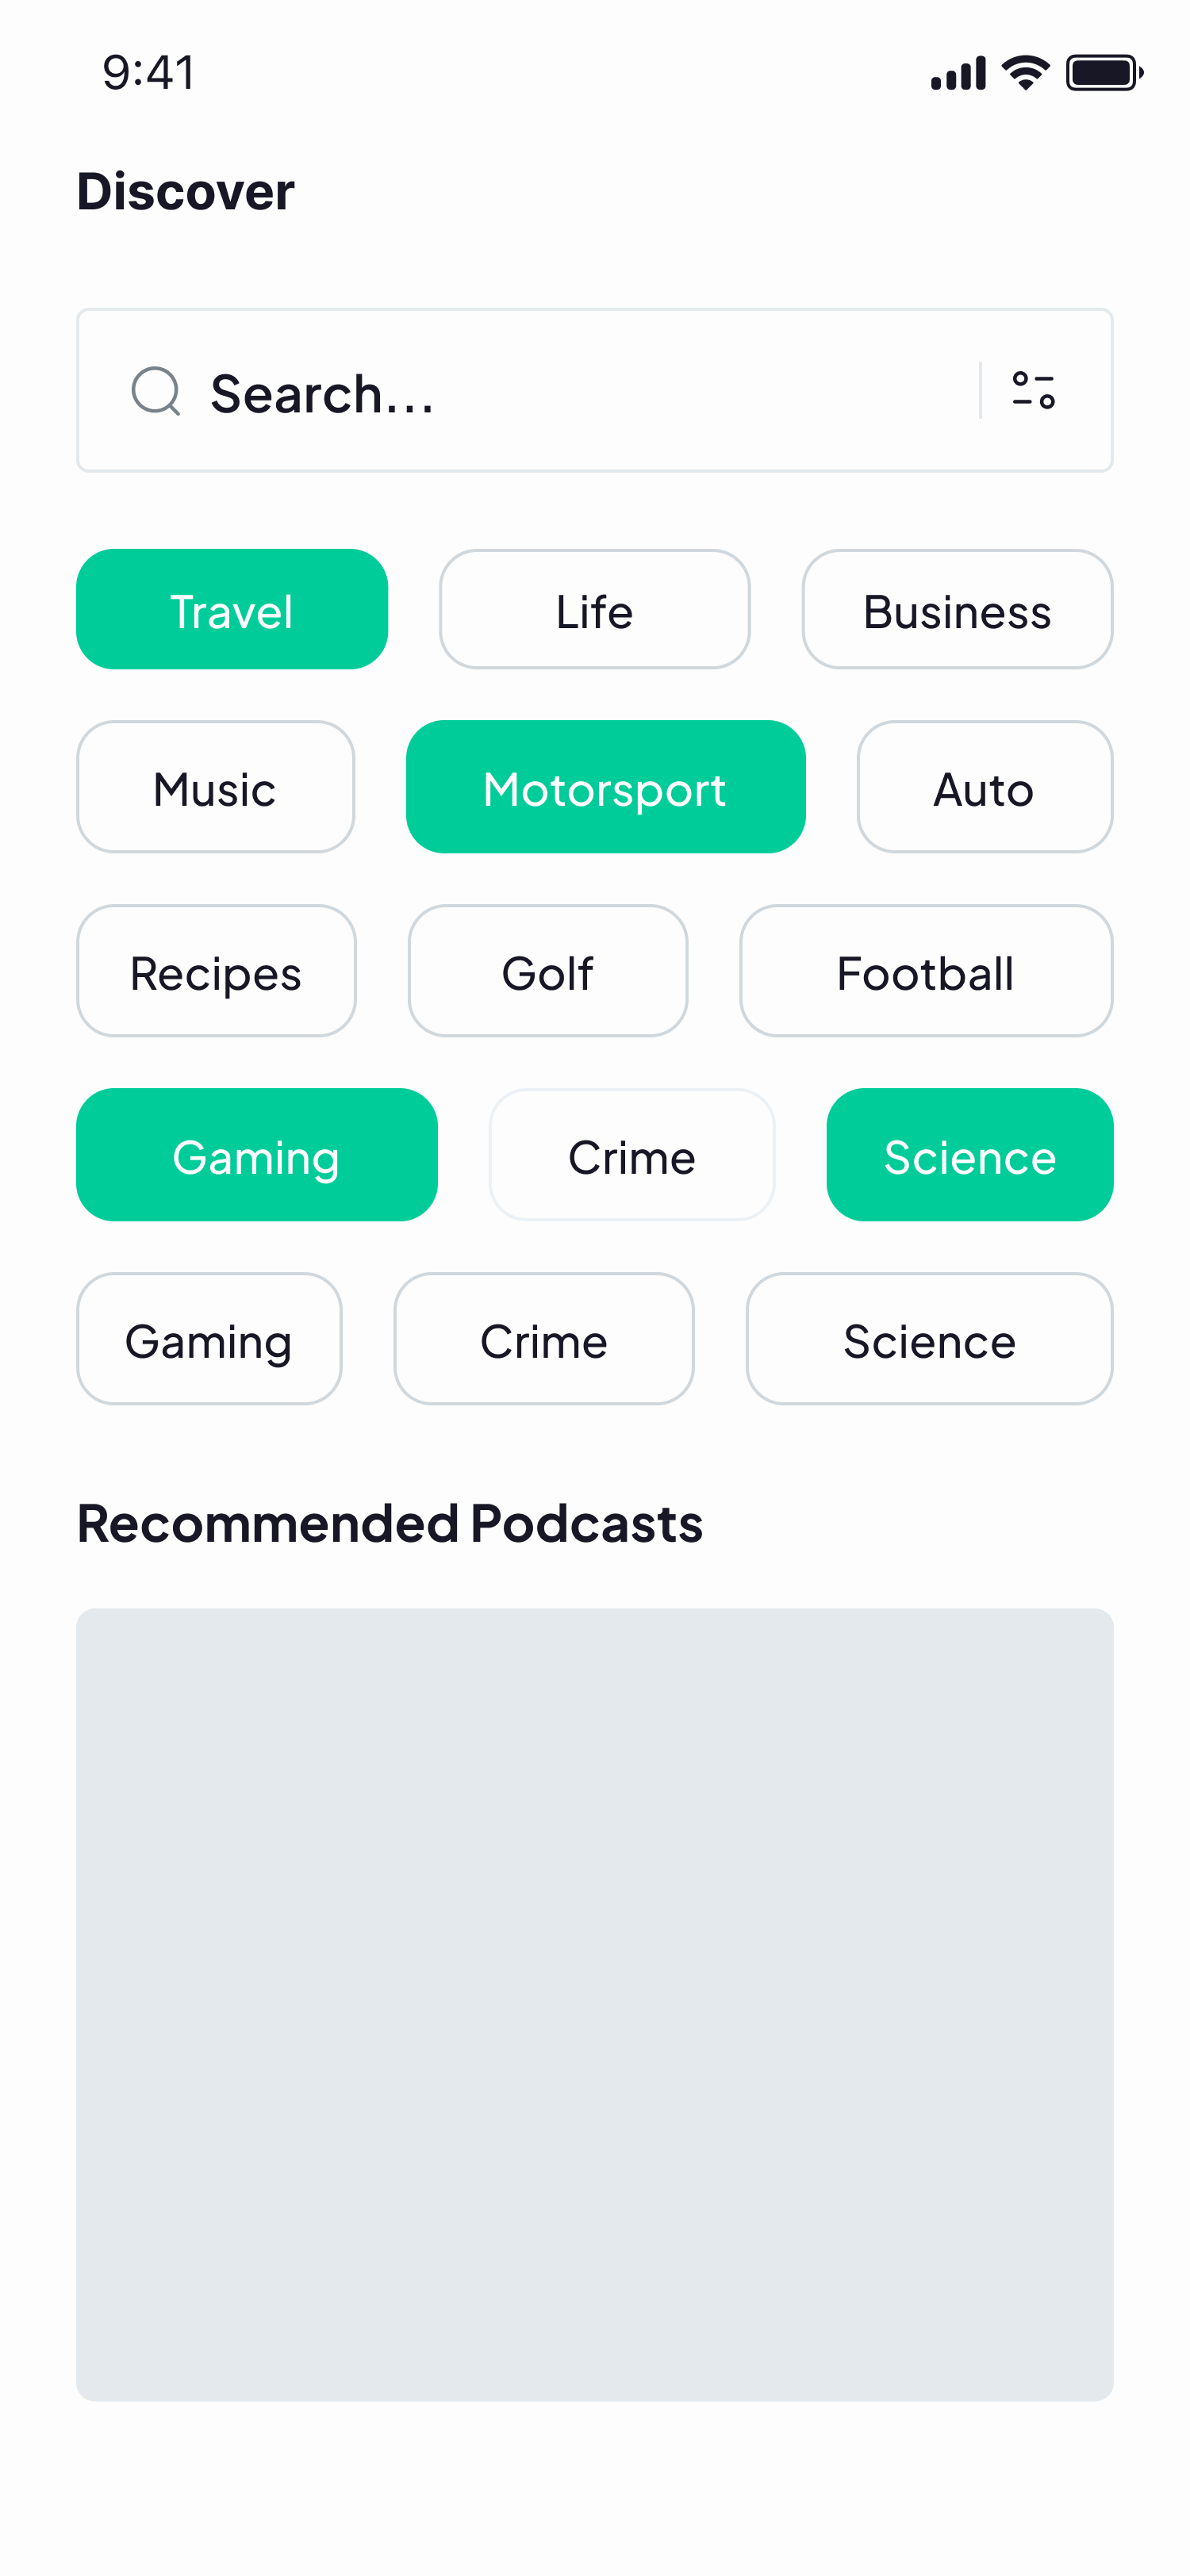 9:41
Discover
Search...
Travel Life Business
Music Motorsport Auto
Recipes Golf Football
Gaming Crime Science
Gaming Crime Science
Recommended Podcasts